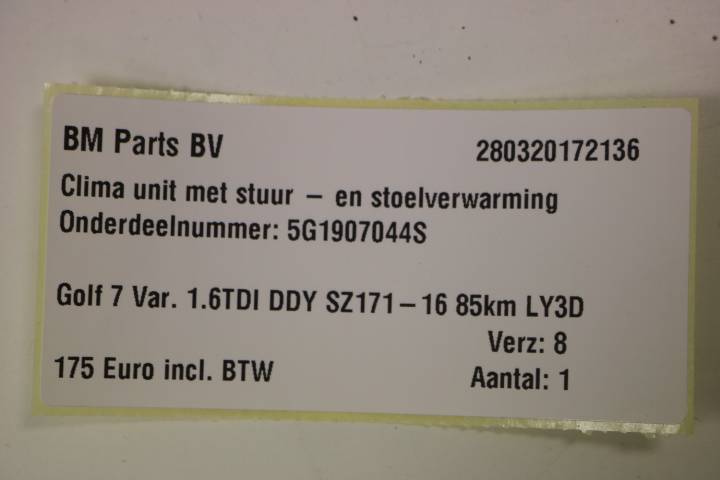 BM Parts BV 280320172136
Clima unit met stuur – en stoelverwarming
Onderdeelnummer: 5G1907044S
Golf 7 Var. 1.6TDI DDY SZ171–16 85km LY3D
Verz: 8
175 Euro incl. BTW Aantal: 1